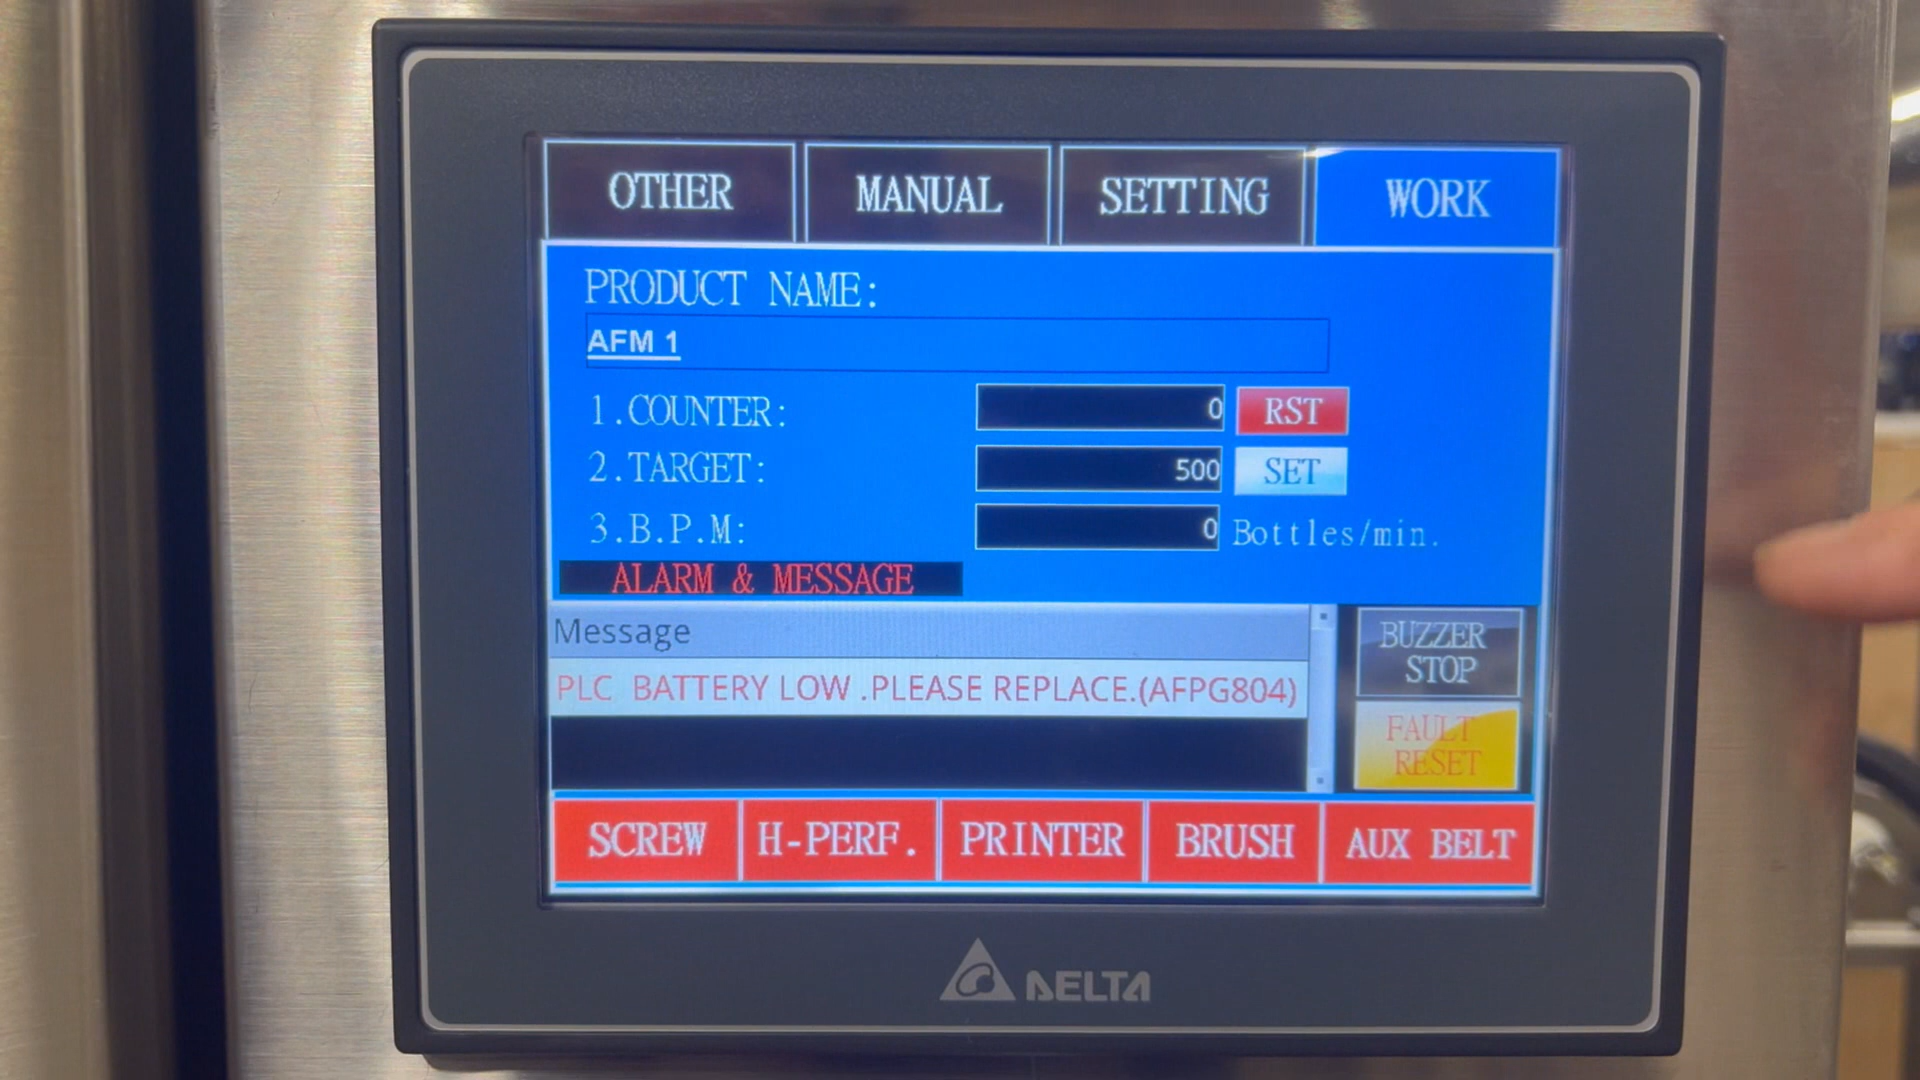 OTHER MANUAL SETTING WORK
PRODUCT NAME:
AFM 1
1.COUNTER: 0 RST
2.TARGET: 500 SET
3.B.P.M: 0 Bottles/min.
ALARM & MESSAGE
Message
BUZZER
STOP
PLC BATTERY LOW .PLEASE REPLACE.(AFPG804)
FAULT
RESET
SCREW H-PERF. PRINTER BRUSH AUX BELT
DELTA